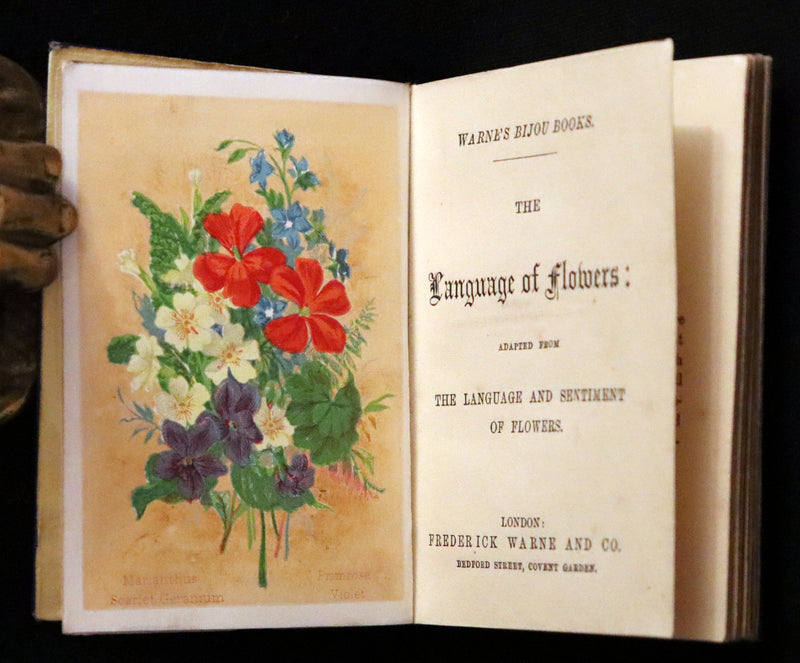 Marianthus
Scarlet Geranium
Primrose
Violet
WARNE'S BIJOU BOOKS.
THE
Language of Flowers:
ADAPTED FROM
THE LANGUAGE AND SENTIMENT
OF FLOWERS.
LONDON:
FREDERICK WARNE AND CO.
BEDFORD STREET, COVENT GARDEN.